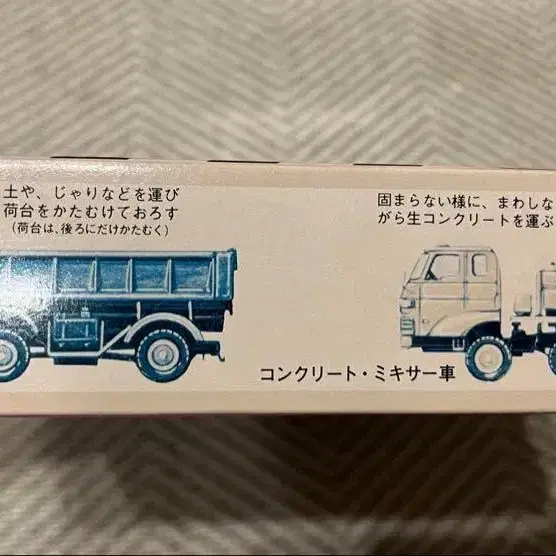 土や、じゃりなどを運び
荷台をかたむけておろす
(荷台は、後ろにだけかたむく)
固まらない様に、まわしな
がら生コンクリートを運ぶ
コンクリート・ミキサー車